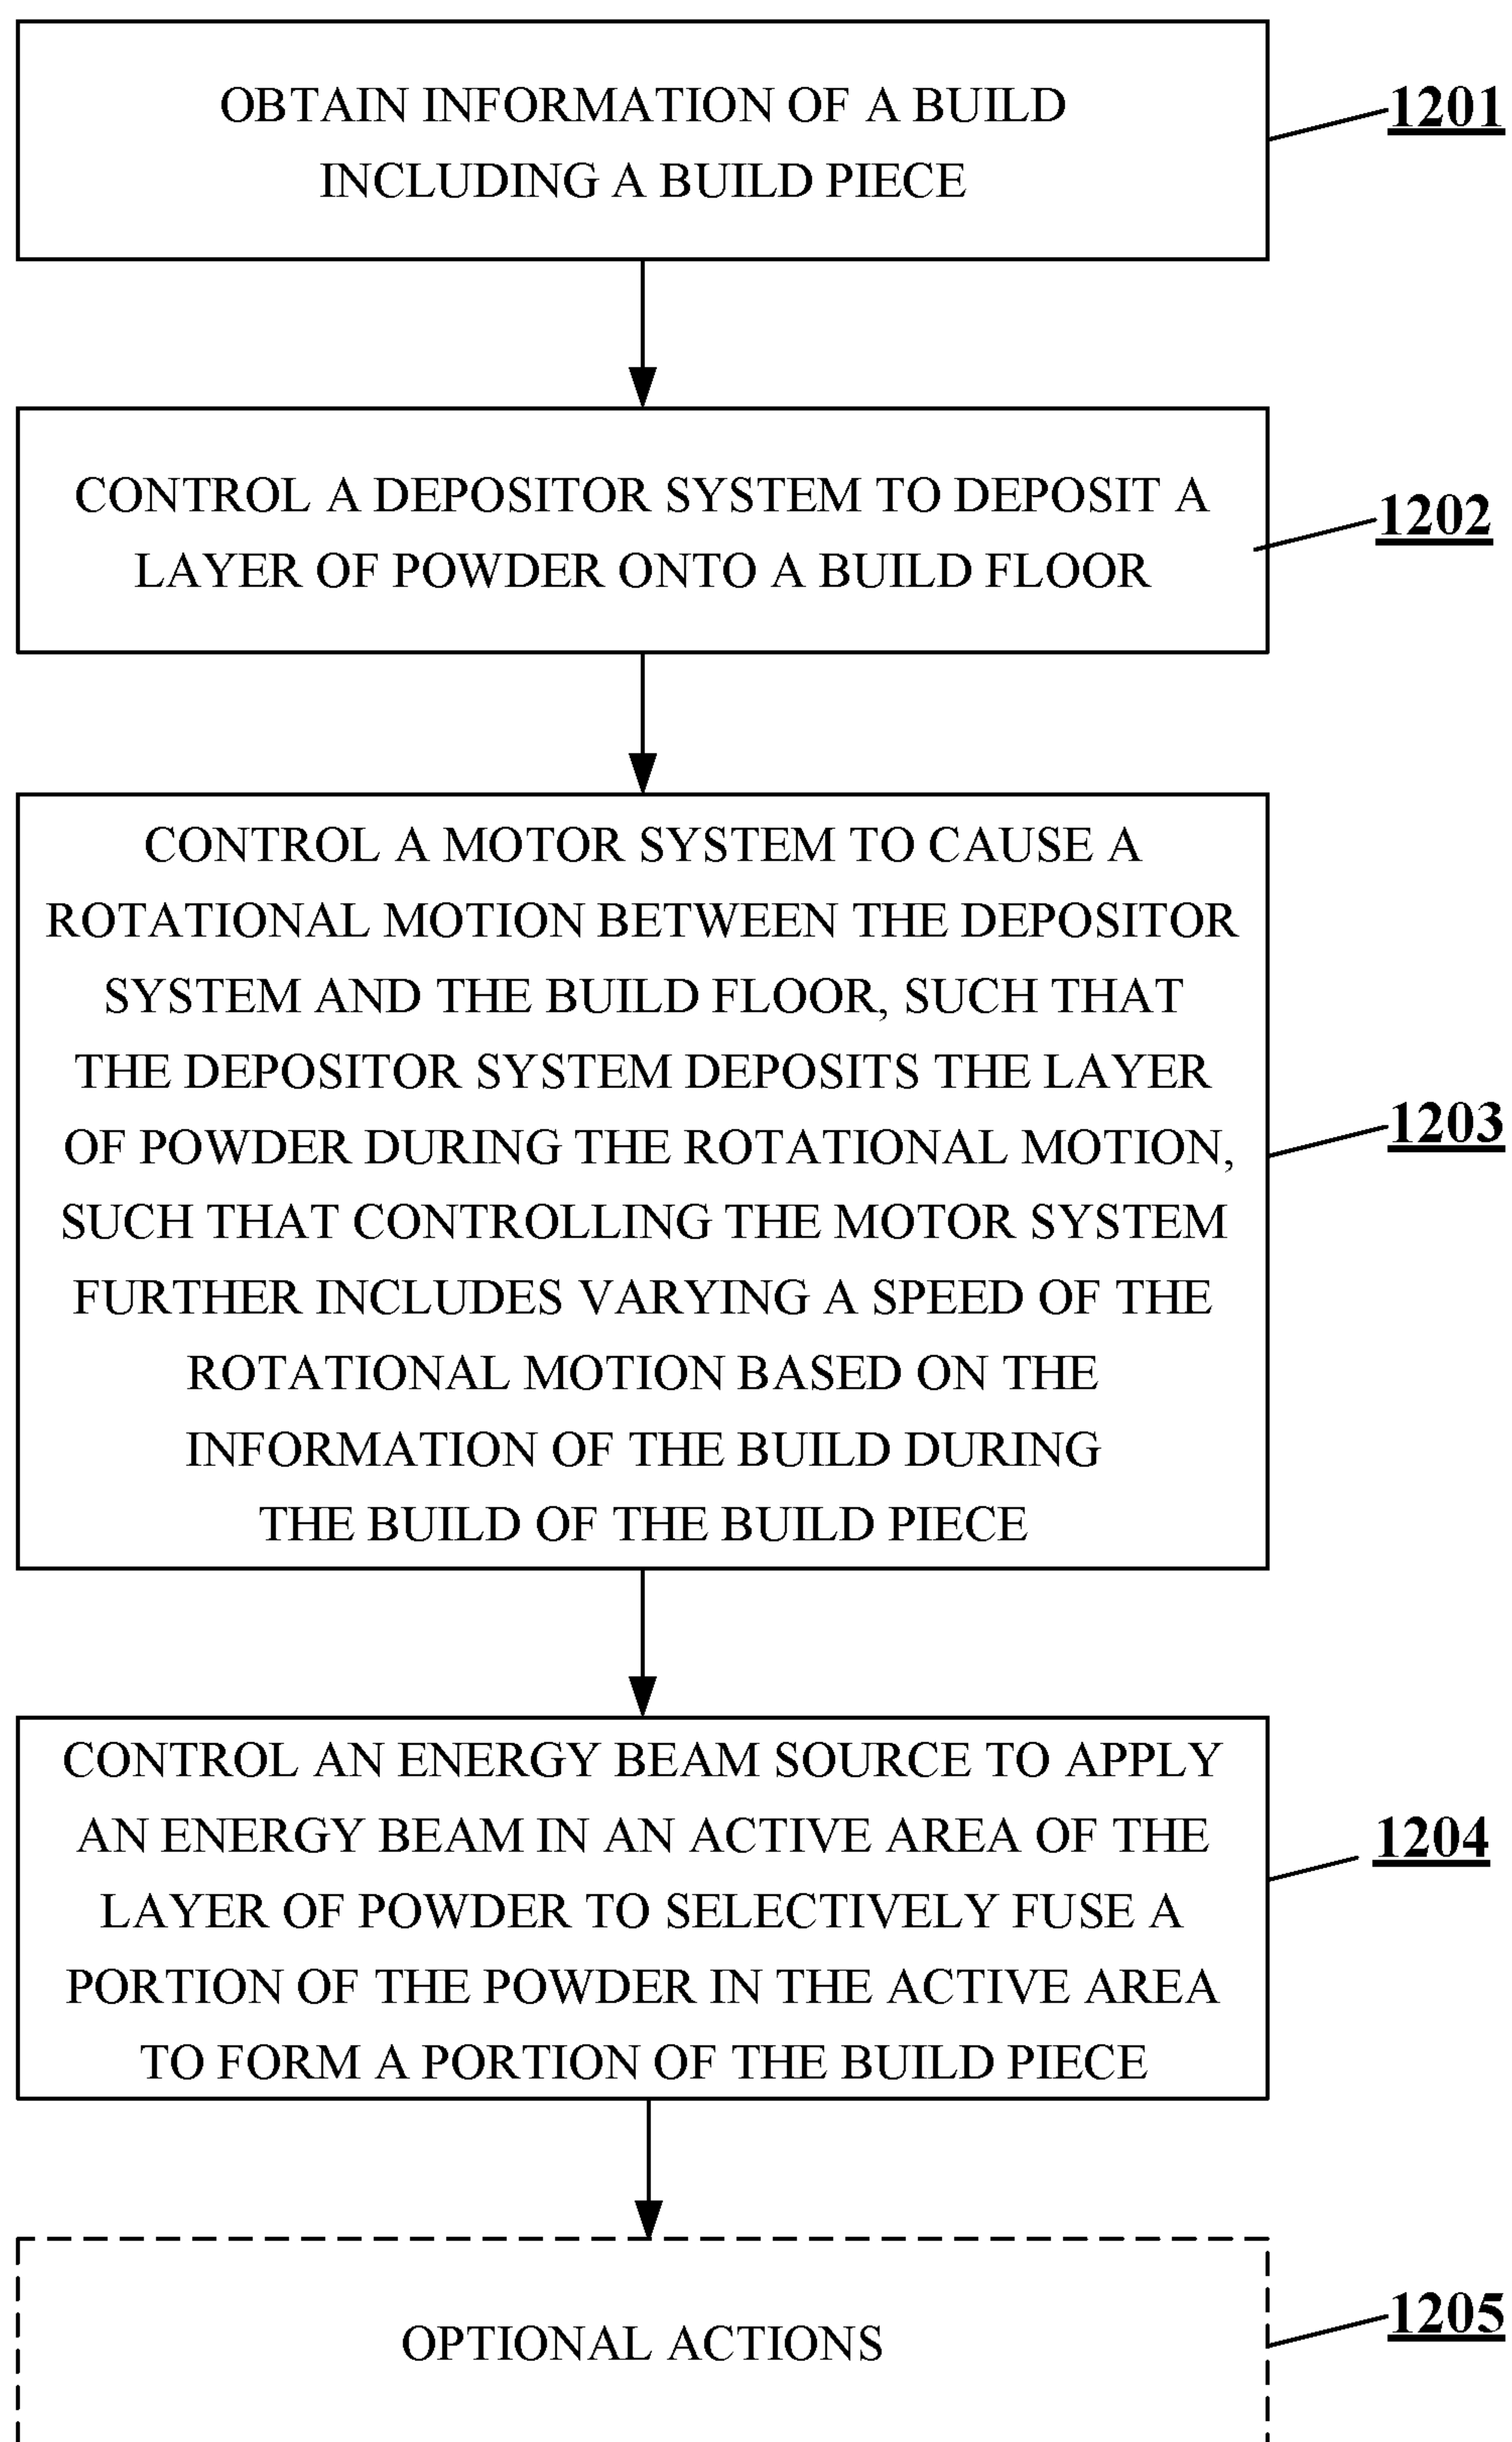 OBTAIN INFORMATION OF A BUILD
INCLUDING A BUILD PIECE
1201
CONTROL A DEPOSITOR SYSTEM TO DEPOSIT A
LAYER OF POWDER ONTO A BUILD FLOOR
1202
CONTROL A MOTOR SYSTEM TO CAUSE A
ROTATIONAL MOTION BETWEEN THE DEPOSITOR
SYSTEM AND THE BUILD FLOOR, SUCH THAT
THE DEPOSITOR SYSTEM DEPOSITS THE LAYER
OF POWDER DURING THE ROTATIONAL MOTION,
SUCH THAT CONTROLLING THE MOTOR SYSTEM
FURTHER INCLUDES VARYING A SPEED OF THE
ROTATIONAL MOTION BASED ON THE
INFORMATION OF THE BUILD DURING
THE BUILD OF THE BUILD PIECE
1203
CONTROL AN ENERGY BEAM SOURCE TO APPLY
AN ENERGY BEAM IN AN ACTIVE AREA OF THE
LAYER OF POWDER TO SELECTIVELY FUSE A
PORTION OF THE POWDER IN THE ACTIVE AREA
TO FORM A PORTION OF THE BUILD PIECE
1204
OPTIONAL ACTIONS
1205